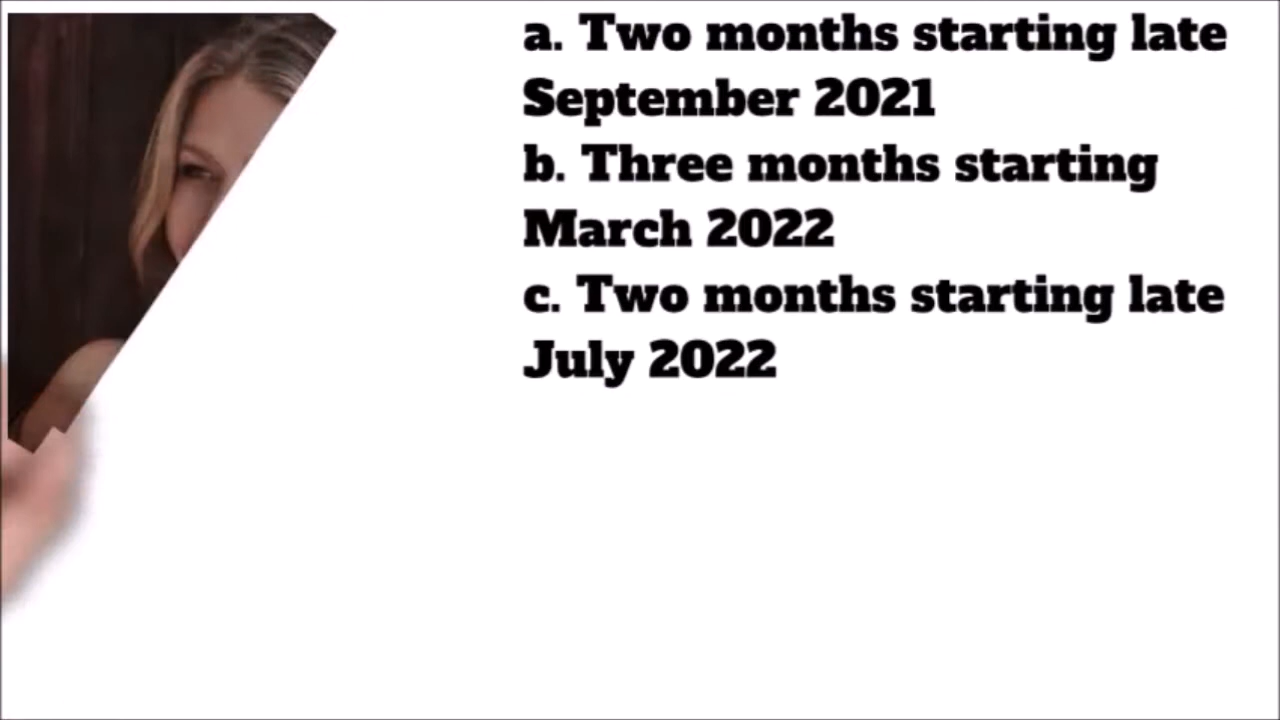 a. Two months starting late
September 2021
b. Three months starting
March 2022
c. Two months starting late
July 2022